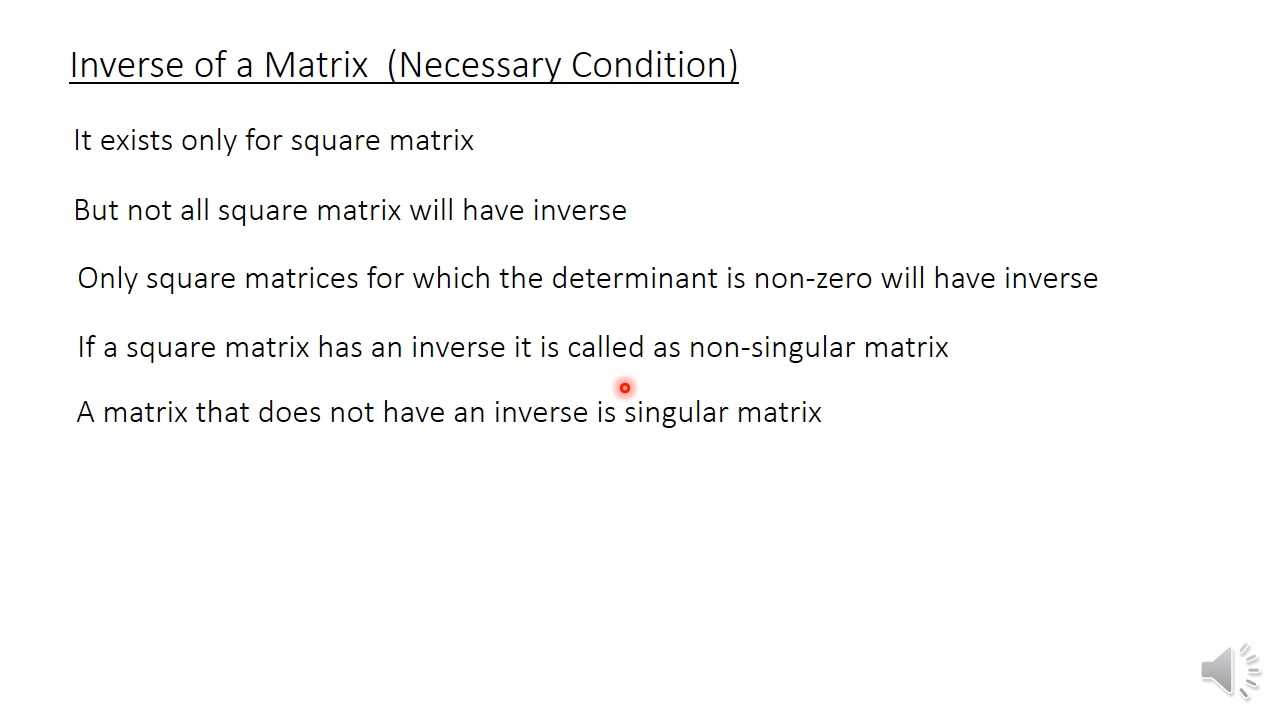 Inverse of a Matrix (Necessary Condition)
It exists only for square matrix
But not all square matrix will have inverse
Only square matrices for which the determinant is non-zero will have inverse
If a square matrix has an inverse it is called as non-singular matrix
A matrix that does not have an inverse is singular matrix